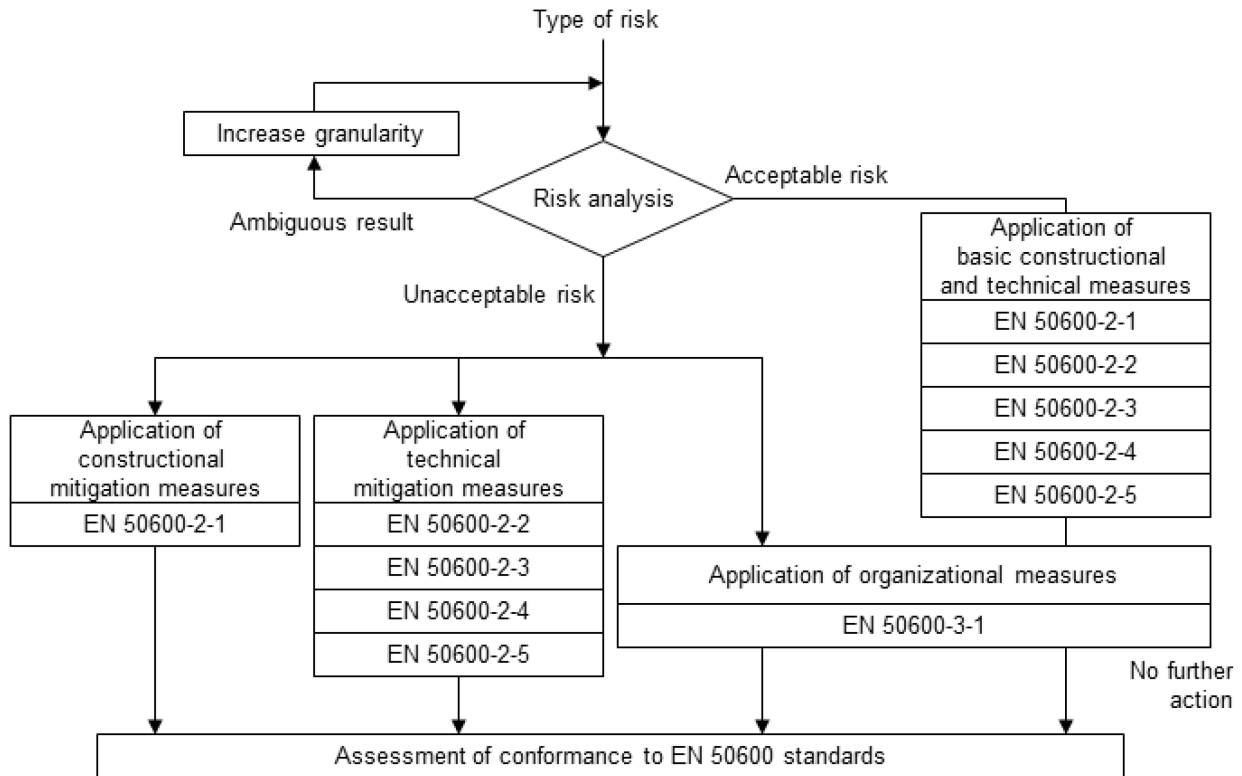 Type of risk
Increase granularity
Risk analysis
Acceptable risk
Ambiguous result
Unacceptable risk
Application of
basic constructional
and technical measures
EN 50600-2-1
EN 50600-2-2
EN 50600-2-3
EN 50600-2-4
EN 50600-2-5
Application of
constructional
mitigation measures
EN 50600-2-1
Application of
technical
mitigation measures
EN 50600-2-2
EN 50600-2-3
EN 50600-2-4
EN 50600-2-5
Application of organizational measures
EN 50600-3-1
No further
action
Assessment of conformance to EN 50600 standards